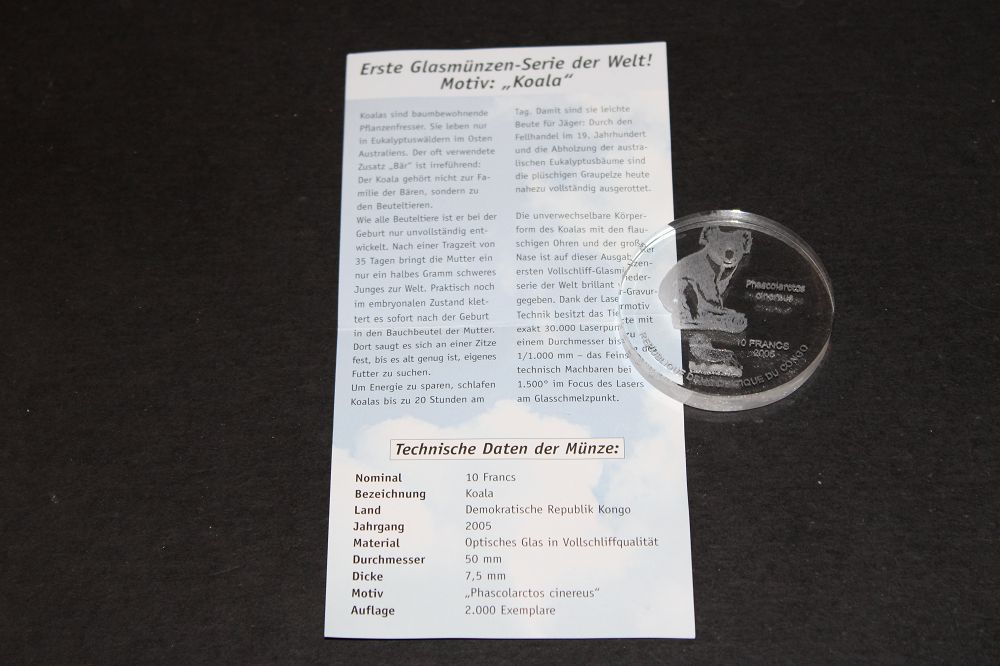 Erste Glasmünzen-Serie der Welt!
Motiv: „Koala“
Koalas sind baumbewohnende
Pflanzenfresser. Sie leben nur
in Eukalyptuswäldern im Osten
Australiens. Der oft verwendete
Zusatz „Bär“ ist irreführend:
Der Koala gehört nicht zur Fa-
milie der Bären, sondern zu
den Beuteltieren.
Wie alle Beuteltiere ist er bei der
Geburt nur unvollständig ent-
wickelt. Nach einer Tragzeit von
35 Tagen bringt die Mutter ein
nur ein halbes Gramm schweres
Junges zur Welt. Praktisch noch
im embryonalen Zustand klet-
tert es sofort nach der Geburt
in den Bauchbeutel der Mutter.
Dort saugt es sich an einer Zitze
fest, bis es alt genug ist, eigenes
Futter zu suchen.
Um Energie zu sparen, schlafen
Koalas bis zu 20 Stunden am
Tag. Damit sind sie leichte
Beute für Jäger: Durch den
Fellhandel im 19. Jahrhundert
und die Abholzung der austra-
lischen Eukalyptusbäume sind
die plüschigen Graupelze heute
nahezu vollständig ausgerottet.
Die unverwechselbare Körper-
form des Koalas mit den flau-
schigen Ohren und der große
Nase ist auf dieser Ausgab zen-
ersten Vollschliff-Glasm ieder-
serie der Welt brillant
gegeben. Dank der Lase r-Gravur-
Technik besitzt das Tie rmotiv
exakt 30.000 Laserpun te mit
einem Durchmesser bis zu
1/1.000 mm – das Feins
technisch Machbaren bei
1.500° im Focus des Lasers
am Glasschmelzpunkt.
Technische Daten der Münze:
Nominal 10 Francs
Bezeichnung Koala
Land Demokratische Republik Kongo
Jahrgang 2005
Material Optisches Glas in Vollschliffqualität
Durchmesser 50 mm
Dicke 7,5 mm
Motiv „Phascolarctos cinereus“
Auflage 2.000 Exemplare
Phascolarctos
cinereus
10 FRANCS
2005
REPUBLIQUE DEMOCRATIQUE DU CONGO